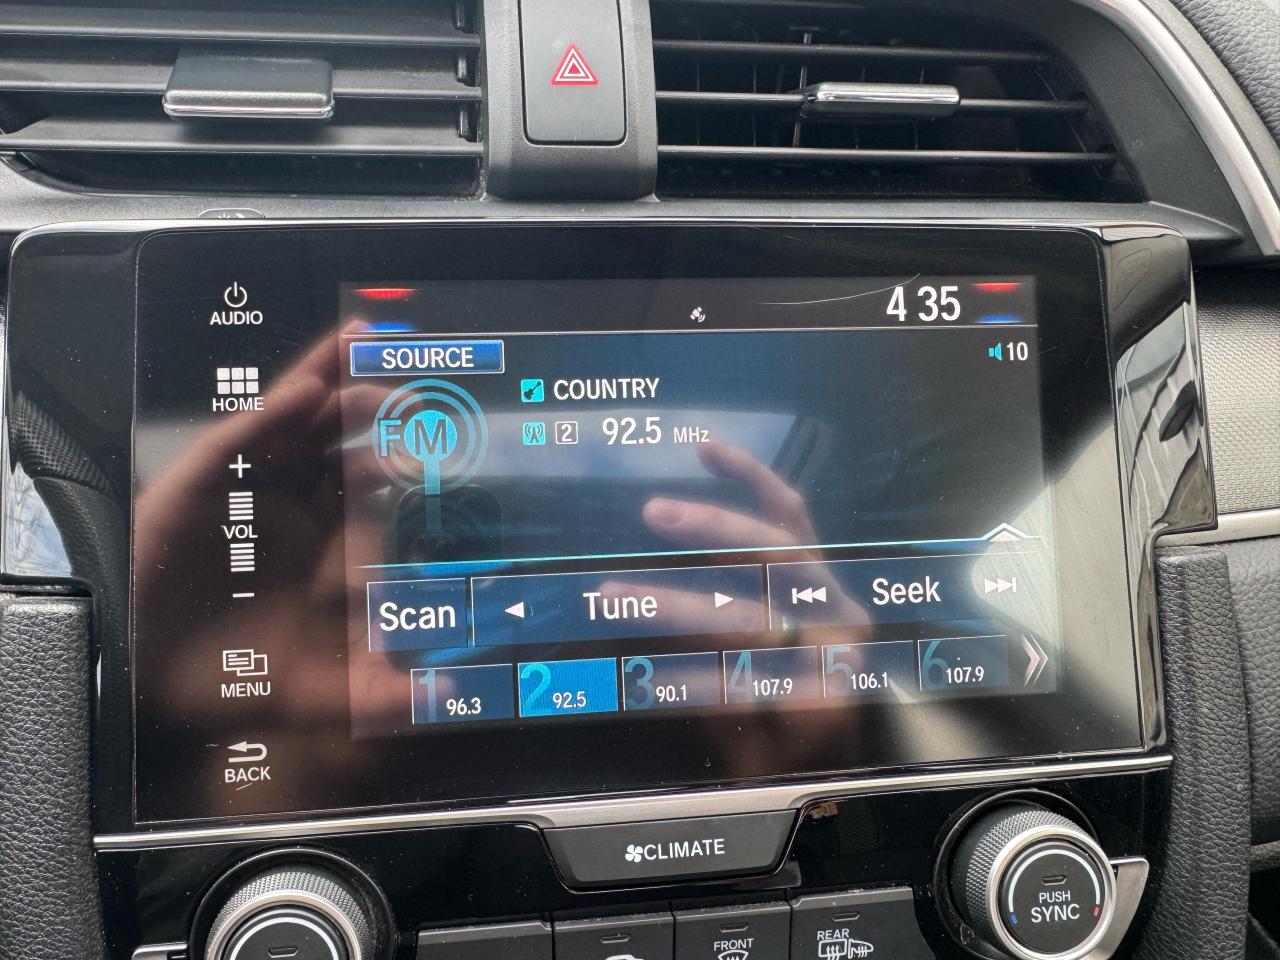 4 35
AUDIO
SOURCE
10
HOME
COUNTRY
FM
2 92.5 MHz
+
VOL
−
Scan
Tune
Seek
MENU
1 96.3
2 92.5
3 90.1
4 107.9
5 106.1
6 107.9
BACK
CLIMATE
PUSH
SYNC
FRONT
REAR